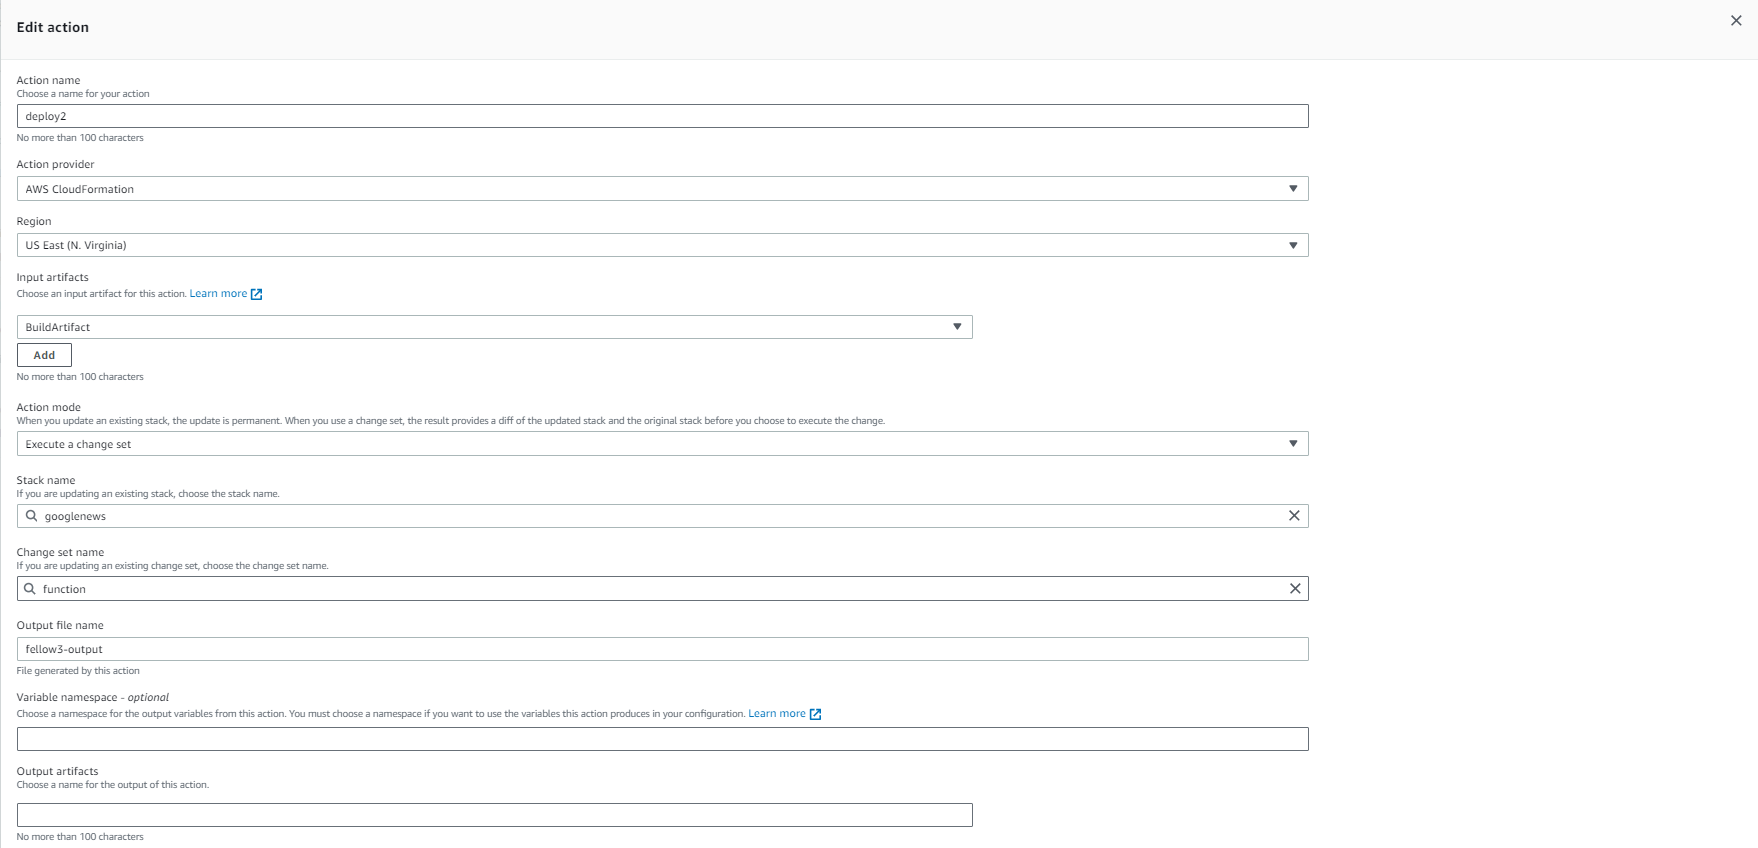 Edit action
Action name
Choose a name for your action
deploy2
No more than 100 characters
Action provider
AWS CloudFormation
Region
US East (N. Virginia)
Input artifacts
Choose an input artifact for this action. Learn more
BuildArtifact
Add
No more than 100 characters
Action mode
When you update an existing stack, the update is permanent. When you use a change set, the result provides a diff of the updated stack and the original stack before you choose to execute the change.
Execute a change set
Stack name
If you are updating an existing stack, choose the stack name.
googlenews
Change set name
If you are updating an existing change set, choose the change set name.
function
Output file name
fellow3-output
File generated by this action
Variable namespace - optional
Choose a namespace for the output variables from this action. You must choose a namespace if you want to use the variables this action produces in your configuration. Learn more
Output artifacts
Choose a name for the output of this action.
No more than 100 characters